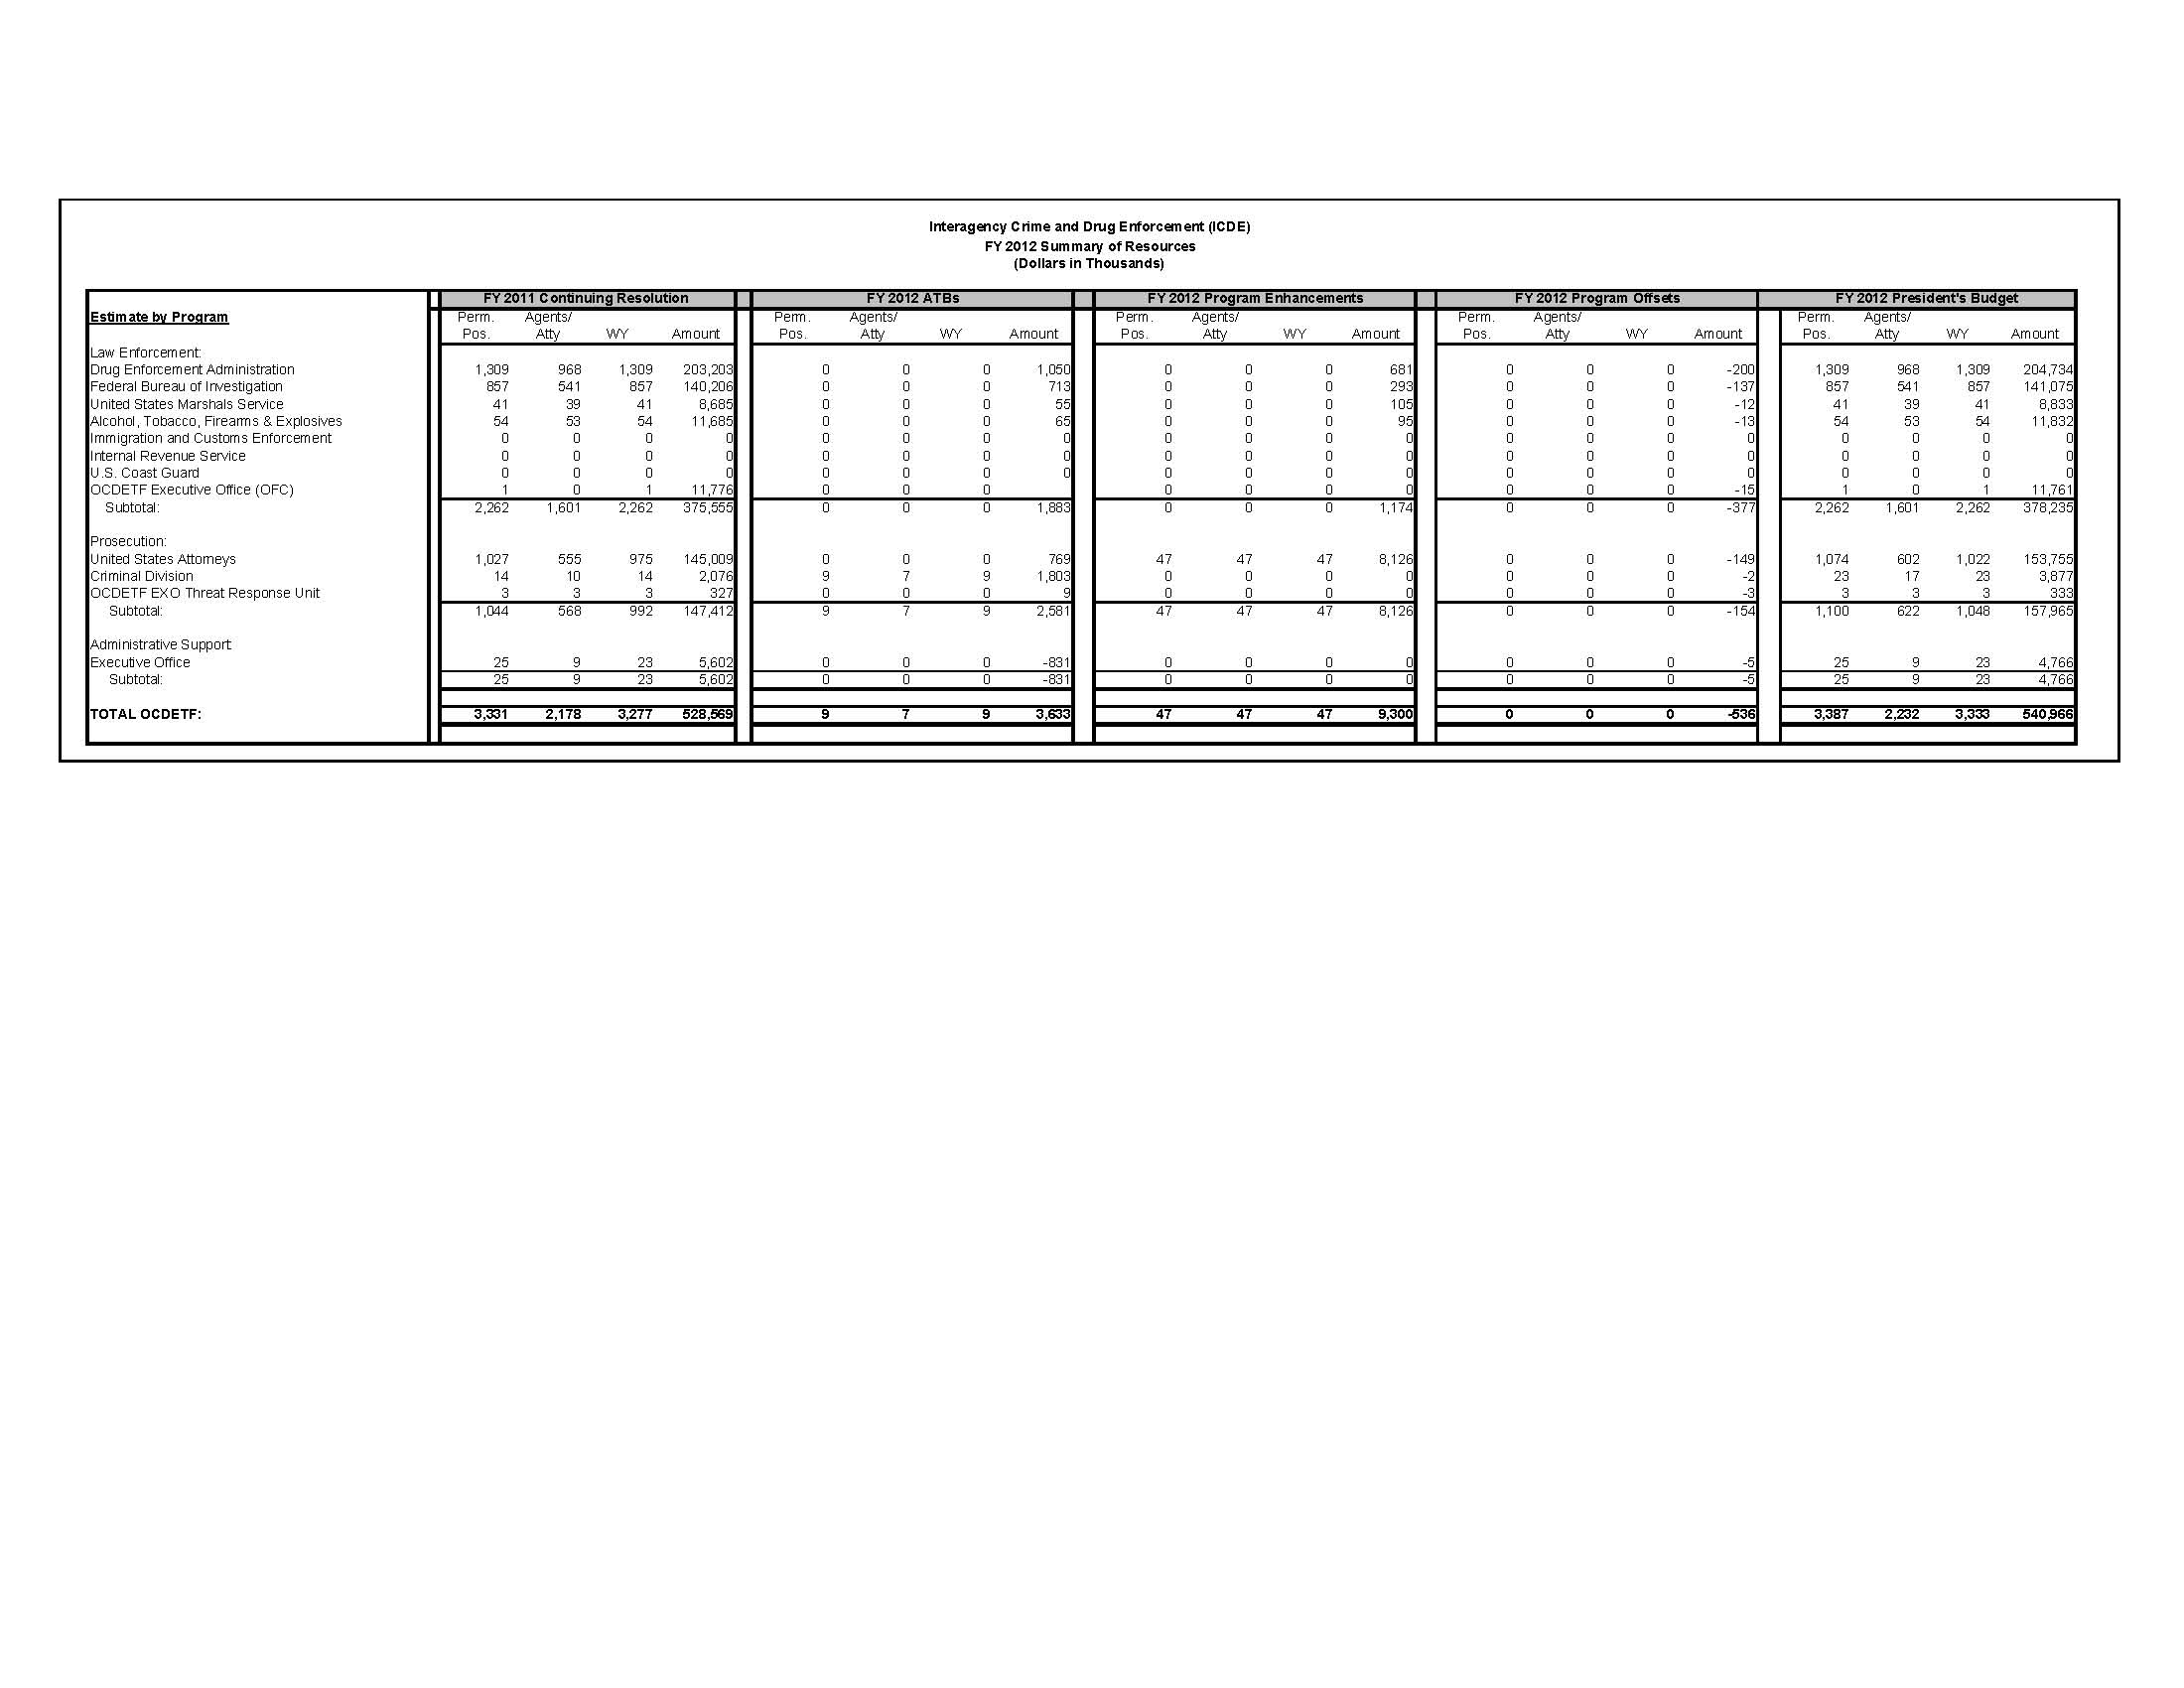 Interagency Crime and Drug Enforcement (ICDE)
FY 2012 Summary of Resources
(Dollars in Thousands)
FY 2011 Continuing Resolution FY 2012 ATBs FY 2012 Program Enhancements FY 2012 Program Offsets FY 2012 President's Budget
Estimate by Program Perm. Agents/ Perm. Agents/ Perm. Agents/ Perm. Agents/ Perm. Agents/
Pos. Atty WY Amount Pos. Atty WY Amount Pos. Atty WY Amount Pos. Atty WY Amount Pos. Atty WY Amount
Law Enforcement:
Drug Enforcement Administration 1,309 968 1,309 203,203 0 0 0 1,050 0 0 0 681 0 0 0 -200 1,309 968 1,309 204,734
Federal Bureau of Investigation 857 541 857 140,206 0 0 0 713 0 0 0 293 0 0 0 -137 857 541 857 141,075
United States Marshals Service 41 39 41 8,685 0 0 0 55 0 0 0 105 0 0 0 -12 41 39 41 8,833
Alcohol, Tobacco, Firearms & Explosives 54 53 54 11,685 0 0 0 65 0 0 0 95 0 0 0 -13 54 53 54 11,832
Immigration and Customs Enforcement 0 0 0 0 0 0 0 0 0 0 0 0 0 0 0 0 0 0 0 0
Internal Revenue Service 0 0 0 0 0 0 0 0 0 0 0 0 0 0 0 0 0 0 0 0
U.S. Coast Guard 0 0 0 0 0 0 0 0 0 0 0 0 0 0 0 0 0 0 0 0
OCDETF Executive Office (OFC) 1 0 1 11,776 0 0 0 0 0 0 0 0 0 0 -15 1 0 1 11,761
Subtotal: 2,262 1,601 2,262 375,555 0 0 0 1,883 0 0 0 1,174 0 0 0 -377 2,262 1,601 2,262 378,235
Prosecution:
United States Attorneys 1,027 555 975 145,009 0 0 0 769 47 47 47 8,126 0 0 0 -149 1,074 602 1,022 153,755
Criminal Division 14 10 14 2,076 9 7 9 1,803 0 0 0 0 0 0 0 -2 23 17 23 3,877
OCDETF EXO Threat Response Unit 3 3 3 327 0 0 0 9 0 0 0 0 0 0 0 -3 3 3 3 333
Subtotal: 1,044 568 992 147,412 9 7 9 2,581 47 47 47 8,126 0 0 0 -154 1,100 622 1,048 157,965
Administrative Support:
Executive Office 25 9 23 5,602 0 0 0 -831 0 0 0 0 0 0 0 -5 25 9 23 4,766
Subtotal: 25 9 23 5,602 0 0 0 -831 0 0 0 0 0 0 0 -5 25 9 23 4,766
TOTAL OCDETF: 3,331 2,178 3,277 528,569 9 7 9 3,633 47 47 47 9,300 0 0 0 -536 3,387 2,232 3,333 540,966